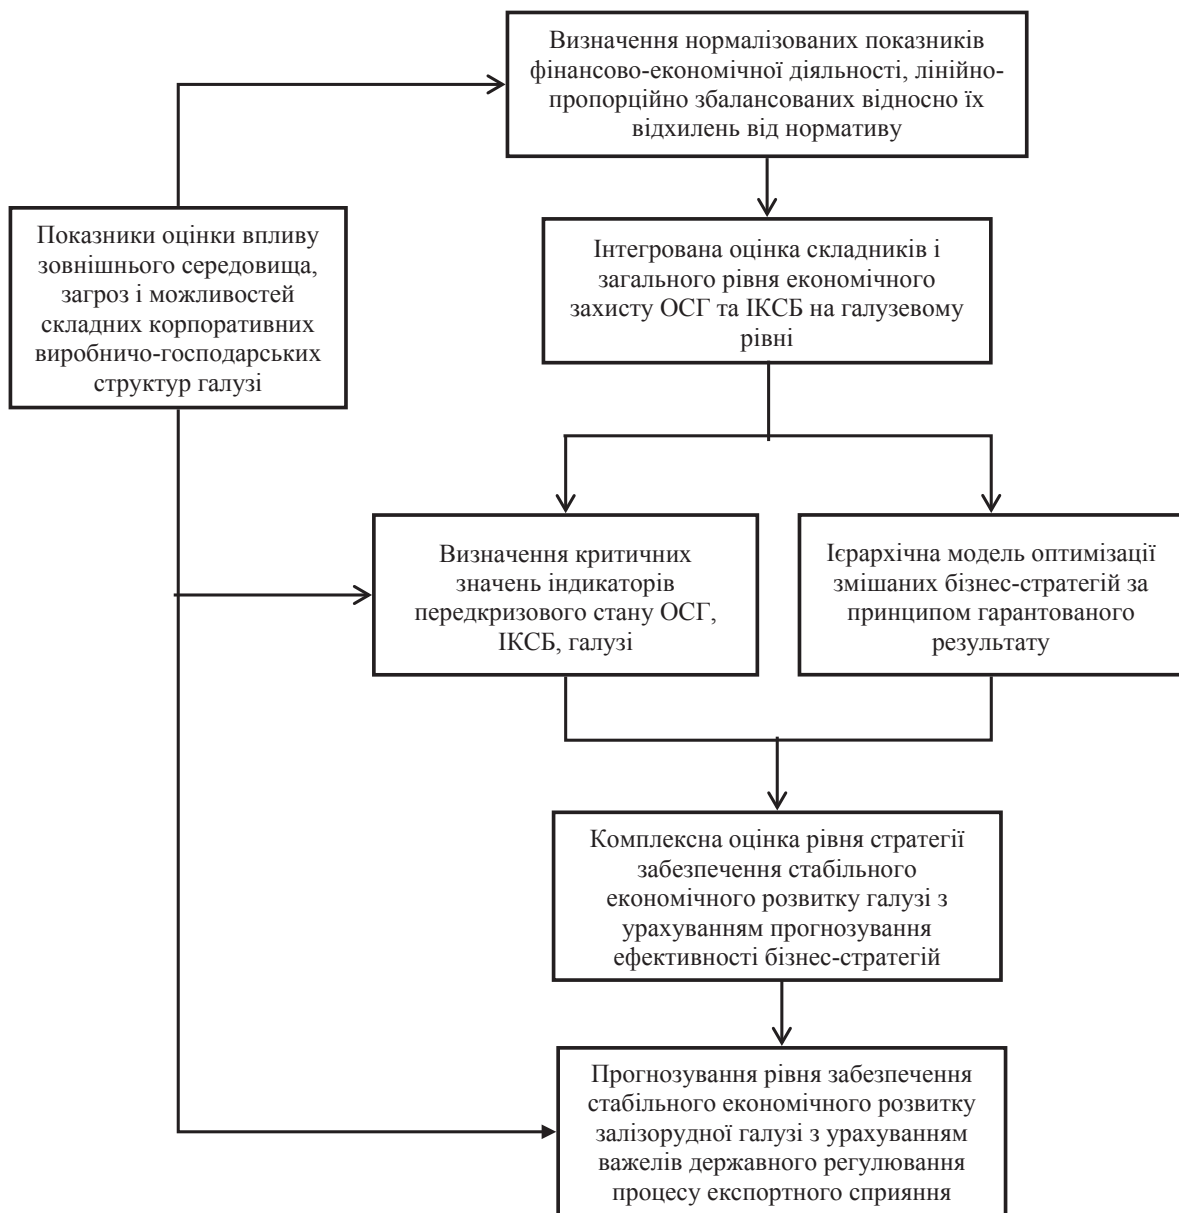 Визначення нормалізованих показників
фінансово-економічної діяльності, лінійно-
пропорційно збалансованих відносно їх
відхилень від нормативу
Показники оцінки впливу
зовнішнього середовища,
загроз і можливостей
складних корпоративних
виробничо-господарських
структур галузі
Інтегрована оцінка складників і
загального рівня економічного
захисту ОСГ та ІКСБ на галузевому
рівні
Визначення критичних
значень індикаторів
передкризового стану ОСГ,
ІКСБ, галузі
Ієрархічна модель оптимізації
змішаних бізнес-стратегій за
принципом гарантованого
результату
Комплексна оцінка рівня стратегії
забезпечення стабільного
економічного розвитку галузі з
урахуванням прогнозування
ефективності бізнес-стратегій
Прогнозування рівня забезпечення
стабільного економічного розвитку
залізорудної галузі з урахуванням
важелів державного регулювання
процесу експортного сприяння